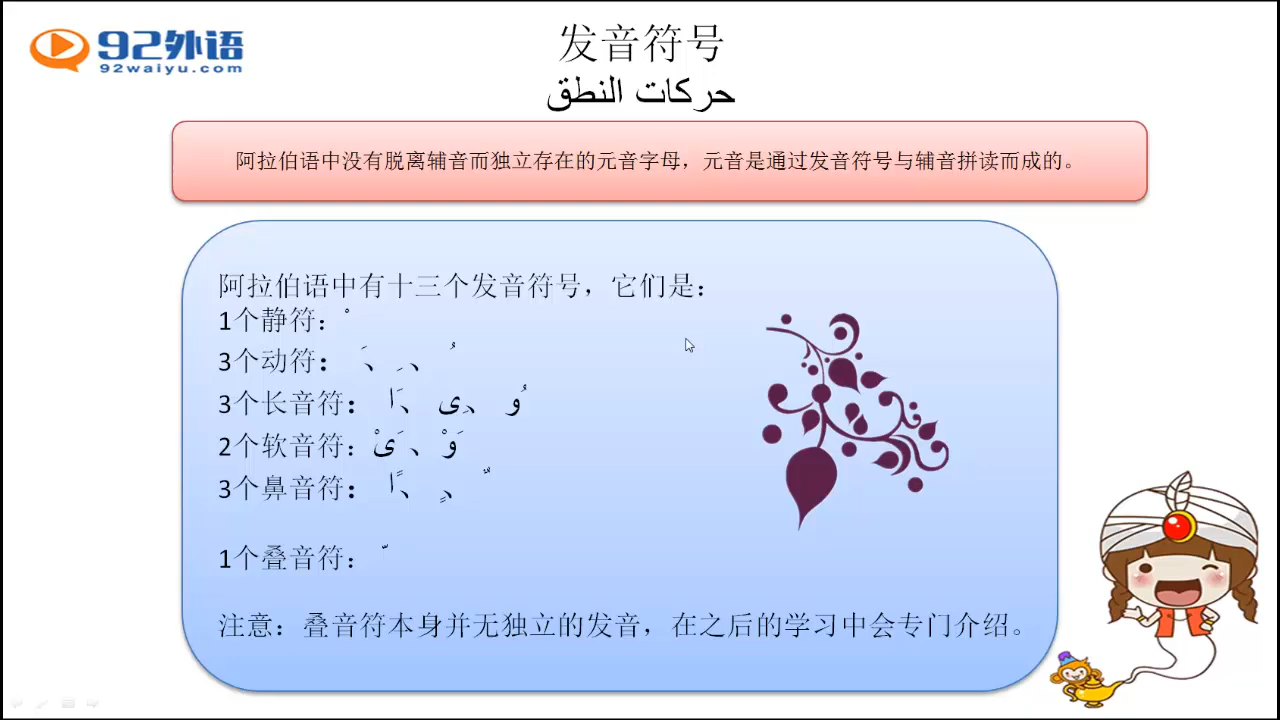 92外语
92waiyu.com
发音符号
حركات النطق
阿拉伯语中没有脱离辅音而独立存在的元音字母，元音是通过发音符号与辅音拼读而成的。
阿拉伯语中有十三个发音符号，它们是：
1个静符： ْ
3个动符： َ 、 ِ 、 ُ
3个长音符： َا 、 ِى 、 ُو
2个软音符： َىْ 、 َوْ
3个鼻音符： ًا 、 ٍ 、 ٌ
1个叠音符： ّ
注意：叠音符本身并无独立的发音，在之后的学习中会专门介绍。